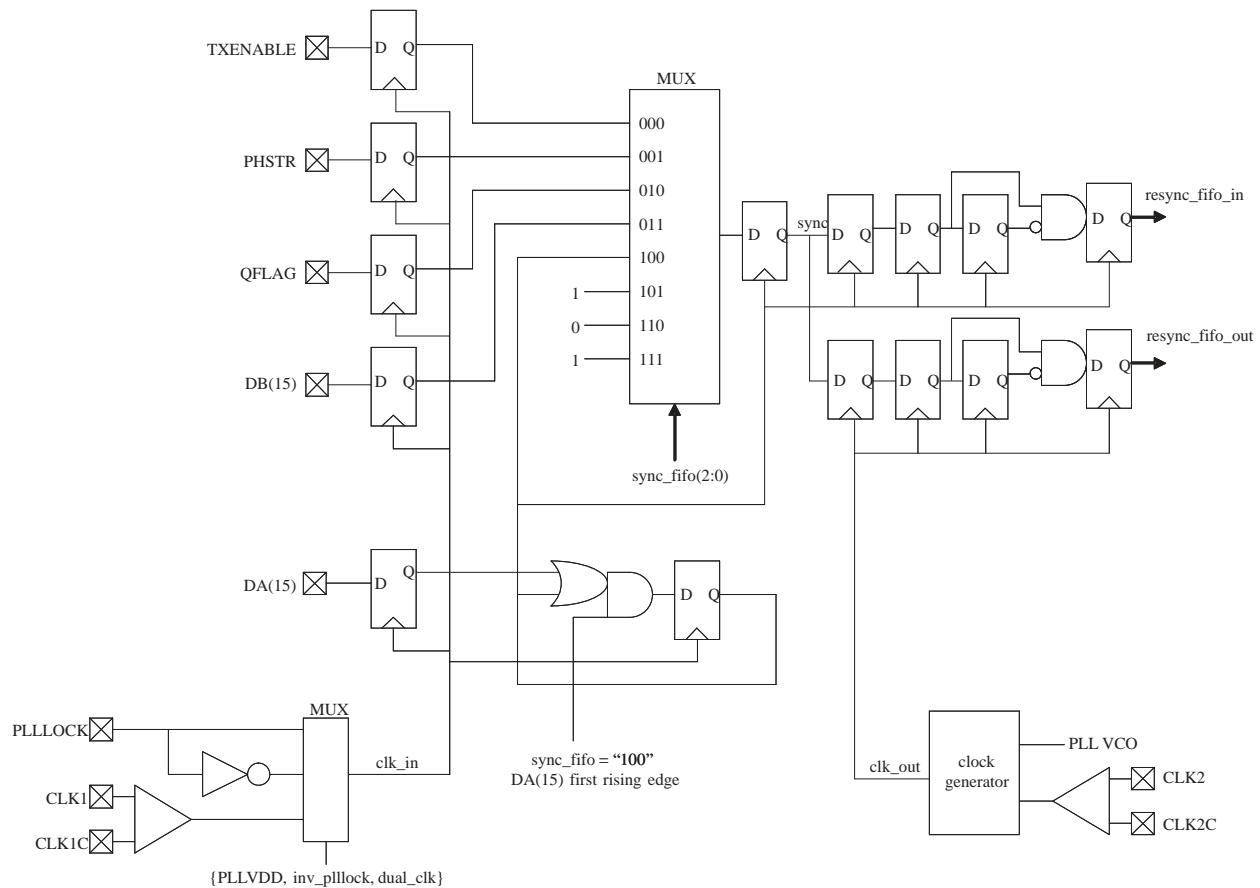 TXENABLE
D Q
MUX
000
PHSTR
D Q
001
010
resync_fifo_in
011
D Q
sync
D Q
D Q
D Q
D Q
QFLAG
D Q
100
101
1
110
0
111
1
resync_fifo_out
D Q
D Q
D Q
D Q
DB(15)
D Q
sync_fifo(2:0)
DA(15)
D Q
D Q
MUX
PLLLOCK
clk_in
sync_fifo = “100”
DA(15) first rising edge
clk_out
clock
generator
PLL VCO
CLK1
CLK2
CLK1C
CLK2C
{PLLVDD, inv_plllock, dual_clk}